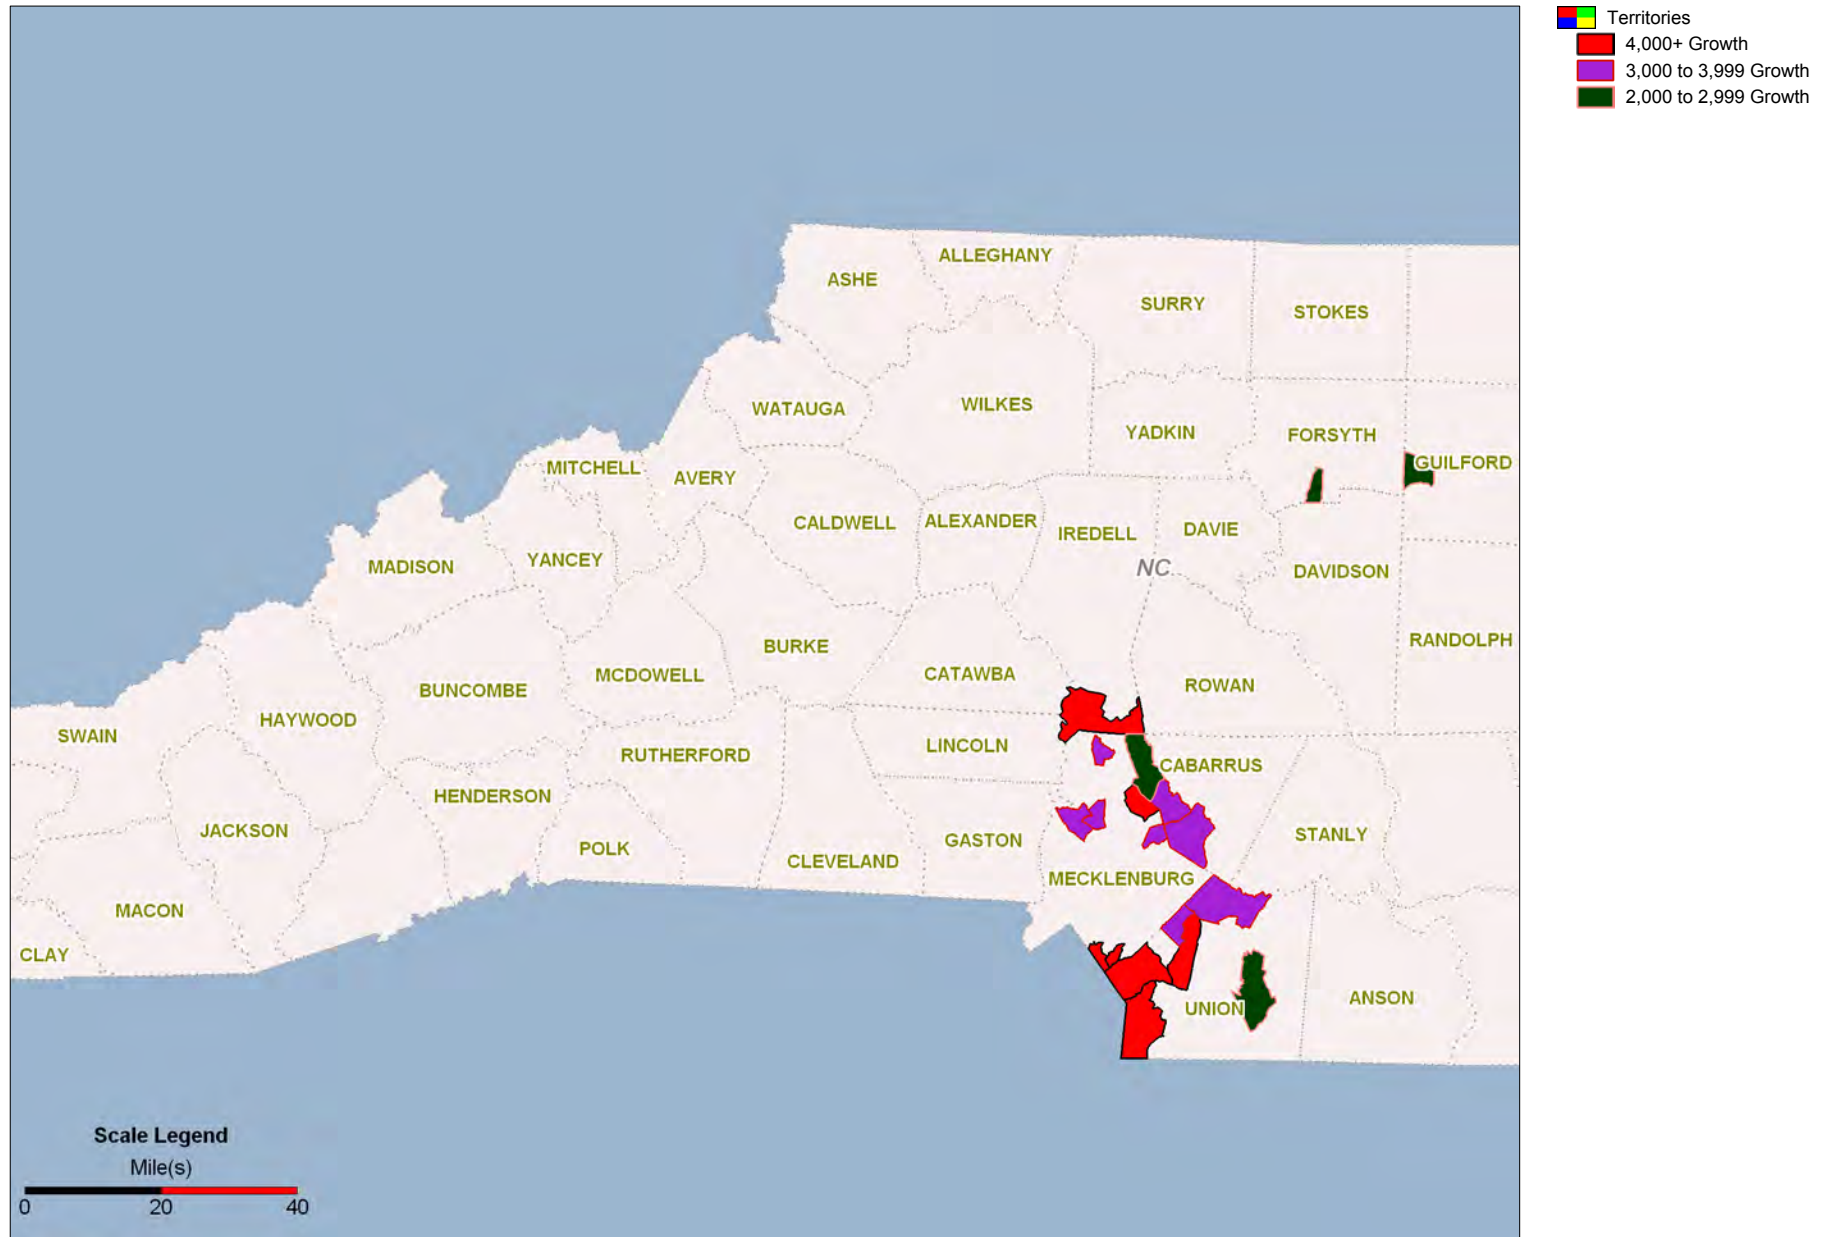 Territories
4,000+ Growth
3,000 to 3,999 Growth
2,000 to 2,999 Growth
ALLEGHANY
ASHE
SURRY
STOKES
WATAUGA
WILKES
YADKIN
FORSYTH
GUILFORD
MITCHELL
AVERY
CALDWELL
ALEXANDER
IREDELL
DAVIE
MADISON
YANCEY
NC
DAVIDSON
RANDOLPH
BURKE
MCDOWELL
CATAWBA
ROWAN
BUNCOMBE
HAYWOOD
SWAIN
RUTHERFORD
LINCOLN
CABARRUS
HENDERSON
JACKSON
POLK
CLEVELAND
GASTON
STANLY
MECKLENBURG
MACON
CLAY
UNION
ANSON
Scale Legend
Mile(s)
0 20 40